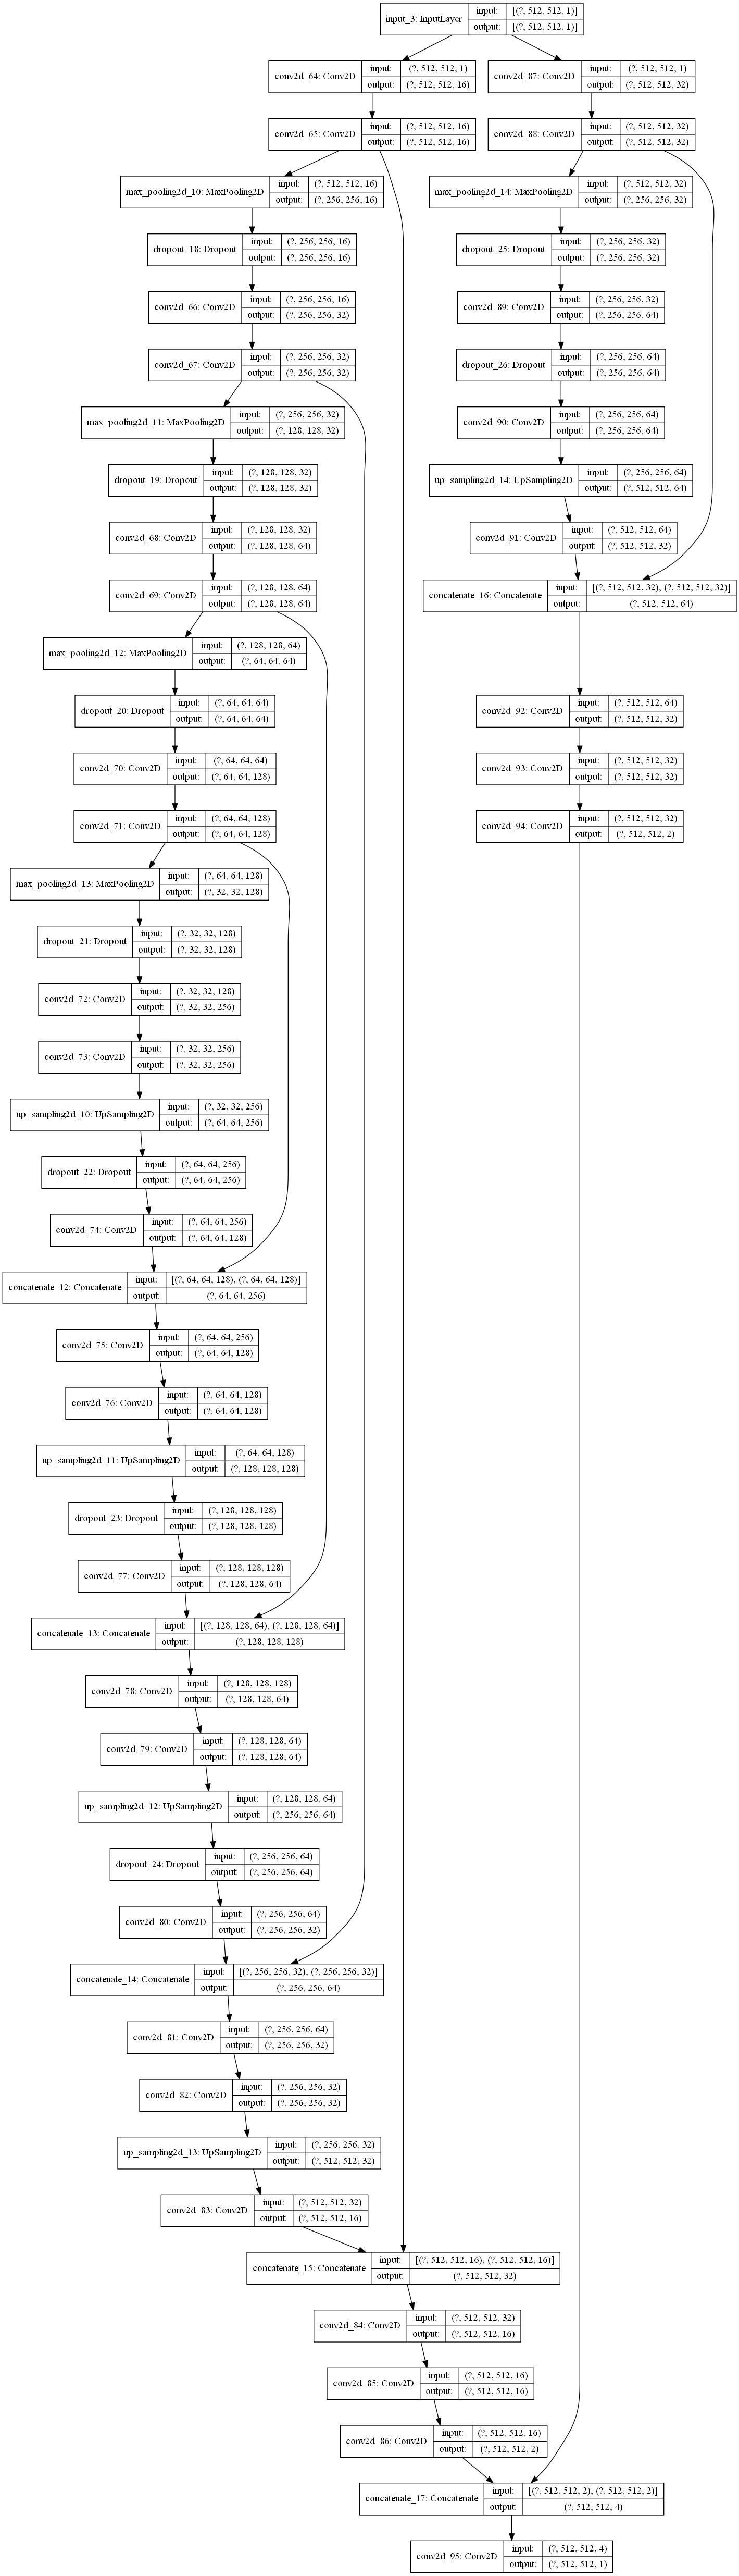 input_3: InputLayer
input: [(?, 512, 512, 1)]
output: [(?, 512, 512, 1)]
conv2d_64: Conv2D
input: (?, 512, 512, 1)
output: (?, 512, 512, 16)
conv2d_87: Conv2D
input: (?, 512, 512, 1)
output: (?, 512, 512, 32)
conv2d_65: Conv2D
input: (?, 512, 512, 16)
output: (?, 512, 512, 16)
conv2d_88: Conv2D
input: (?, 512, 512, 32)
output: (?, 512, 512, 32)
max_pooling2d_10: MaxPooling2D
input: (?, 512, 512, 16)
output: (?, 256, 256, 16)
max_pooling2d_14: MaxPooling2D
input: (?, 512, 512, 32)
output: (?, 256, 256, 32)
dropout_18: Dropout
input: (?, 256, 256, 16)
output: (?, 256, 256, 16)
dropout_25: Dropout
input: (?, 256, 256, 32)
output: (?, 256, 256, 32)
conv2d_66: Conv2D
input: (?, 256, 256, 16)
output: (?, 256, 256, 32)
conv2d_89: Conv2D
input: (?, 256, 256, 32)
output: (?, 256, 256, 64)
conv2d_67: Conv2D
input: (?, 256, 256, 32)
output: (?, 256, 256, 32)
dropout_26: Dropout
input: (?, 256, 256, 64)
output: (?, 256, 256, 64)
max_pooling2d_11: MaxPooling2D
input: (?, 256, 256, 32)
output: (?, 128, 128, 32)
conv2d_90: Conv2D
input: (?, 256, 256, 64)
output: (?, 256, 256, 64)
dropout_19: Dropout
input: (?, 128, 128, 32)
output: (?, 128, 128, 32)
up_sampling2d_14: UpSampling2D
input: (?, 256, 256, 64)
output: (?, 512, 512, 64)
conv2d_68: Conv2D
input: (?, 128, 128, 32)
output: (?, 128, 128, 64)
conv2d_91: Conv2D
input: (?, 512, 512, 64)
output: (?, 512, 512, 32)
conv2d_69: Conv2D
input: (?, 128, 128, 64)
output: (?, 128, 128, 64)
concatenate_16: Concatenate
input: [(?, 512, 512, 32), (?, 512, 512, 32)]
output: (?, 512, 512, 64)
max_pooling2d_12: MaxPooling2D
input: (?, 128, 128, 64)
output: (?, 64, 64, 64)
dropout_20: Dropout
input: (?, 64, 64, 64)
output: (?, 64, 64, 64)
conv2d_92: Conv2D
input: (?, 512, 512, 64)
output: (?, 512, 512, 32)
conv2d_70: Conv2D
input: (?, 64, 64, 64)
output: (?, 64, 64, 128)
conv2d_93: Conv2D
input: (?, 512, 512, 32)
output: (?, 512, 512, 32)
conv2d_71: Conv2D
input: (?, 64, 64, 128)
output: (?, 64, 64, 128)
conv2d_94: Conv2D
input: (?, 512, 512, 32)
output: (?, 512, 512, 2)
max_pooling2d_13: MaxPooling2D
input: (?, 64, 64, 128)
output: (?, 32, 32, 128)
dropout_21: Dropout
input: (?, 32, 32, 128)
output: (?, 32, 32, 128)
conv2d_72: Conv2D
input: (?, 32, 32, 128)
output: (?, 32, 32, 256)
conv2d_73: Conv2D
input: (?, 32, 32, 256)
output: (?, 32, 32, 256)
up_sampling2d_10: UpSampling2D
input: (?, 32, 32, 256)
output: (?, 64, 64, 256)
dropout_22: Dropout
input: (?, 64, 64, 256)
output: (?, 64, 64, 256)
conv2d_74: Conv2D
input: (?, 64, 64, 256)
output: (?, 64, 64, 128)
concatenate_12: Concatenate
input: [(?, 64, 64, 128), (?, 64, 64, 128)]
output: (?, 64, 64, 256)
conv2d_75: Conv2D
input: (?, 64, 64, 256)
output: (?, 64, 64, 128)
conv2d_76: Conv2D
input: (?, 64, 64, 128)
output: (?, 64, 64, 128)
up_sampling2d_11: UpSampling2D
input: (?, 64, 64, 128)
output: (?, 128, 128, 128)
dropout_23: Dropout
input: (?, 128, 128, 128)
output: (?, 128, 128, 128)
conv2d_77: Conv2D
input: (?, 128, 128, 128)
output: (?, 128, 128, 64)
concatenate_13: Concatenate
input: [(?, 128, 128, 64), (?, 128, 128, 64)]
output: (?, 128, 128, 128)
conv2d_78: Conv2D
input: (?, 128, 128, 128)
output: (?, 128, 128, 64)
conv2d_79: Conv2D
input: (?, 128, 128, 64)
output: (?, 128, 128, 64)
up_sampling2d_12: UpSampling2D
input: (?, 128, 128, 64)
output: (?, 256, 256, 64)
dropout_24: Dropout
input: (?, 256, 256, 64)
output: (?, 256, 256, 64)
conv2d_80: Conv2D
input: (?, 256, 256, 64)
output: (?, 256, 256, 32)
concatenate_14: Concatenate
input: [(?, 256, 256, 32), (?, 256, 256, 32)]
output: (?, 256, 256, 64)
conv2d_81: Conv2D
input: (?, 256, 256, 64)
output: (?, 256, 256, 32)
conv2d_82: Conv2D
input: (?, 256, 256, 32)
output: (?, 256, 256, 32)
up_sampling2d_13: UpSampling2D
input: (?, 256, 256, 32)
output: (?, 512, 512, 32)
conv2d_83: Conv2D
input: (?, 512, 512, 32)
output: (?, 512, 512, 16)
concatenate_15: Concatenate
input: [(?, 512, 512, 16), (?, 512, 512, 16)]
output: (?, 512, 512, 32)
conv2d_84: Conv2D
input: (?, 512, 512, 32)
output: (?, 512, 512, 16)
conv2d_85: Conv2D
input: (?, 512, 512, 16)
output: (?, 512, 512, 16)
conv2d_86: Conv2D
input: (?, 512, 512, 16)
output: (?, 512, 512, 2)
concatenate_17: Concatenate
input: [(?, 512, 512, 2), (?, 512, 512, 2)]
output: (?, 512, 512, 4)
conv2d_95: Conv2D
input: (?, 512, 512, 4)
output: (?, 512, 512, 1)